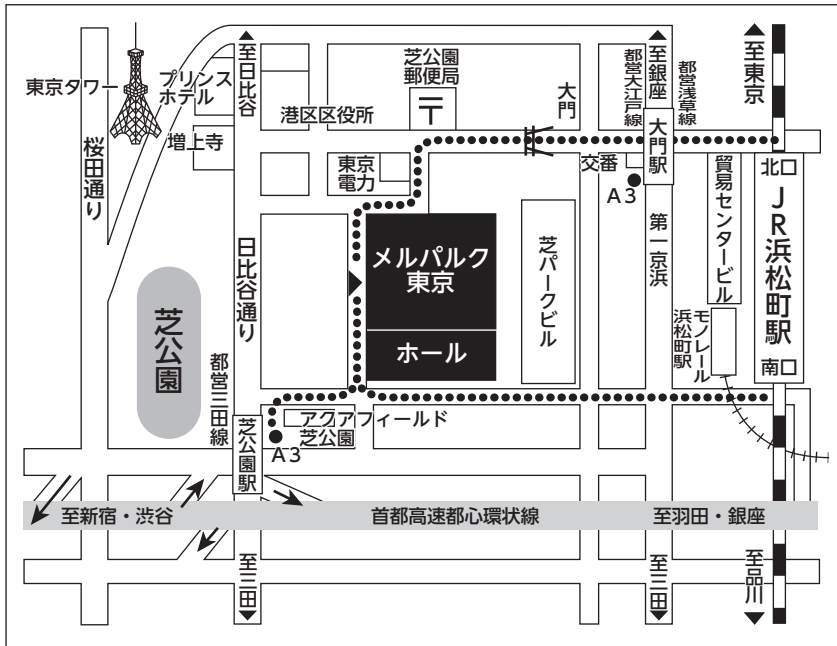 至日比谷
至銀座
至東京
都営大江戸線
都営浅草線
東京タワー
プリンス
ホテル
芝公園
郵便局
〒
大門
港区区役所
増上寺
桜田通り
東京
電力
交番
A3
大門駅
北口
JR浜松町駅
南口
貿易センタービル
第一京浜
モノレール
浜松町駅
日比谷通り
メルパルク
東京
ホール
芝パークビル
芝公園
都営三田線
芝公園駅
アクアフィールド
芝公園
A3
至新宿・渋谷
首都高速都心環状線
至羽田・銀座
至三田
至三田
至品川